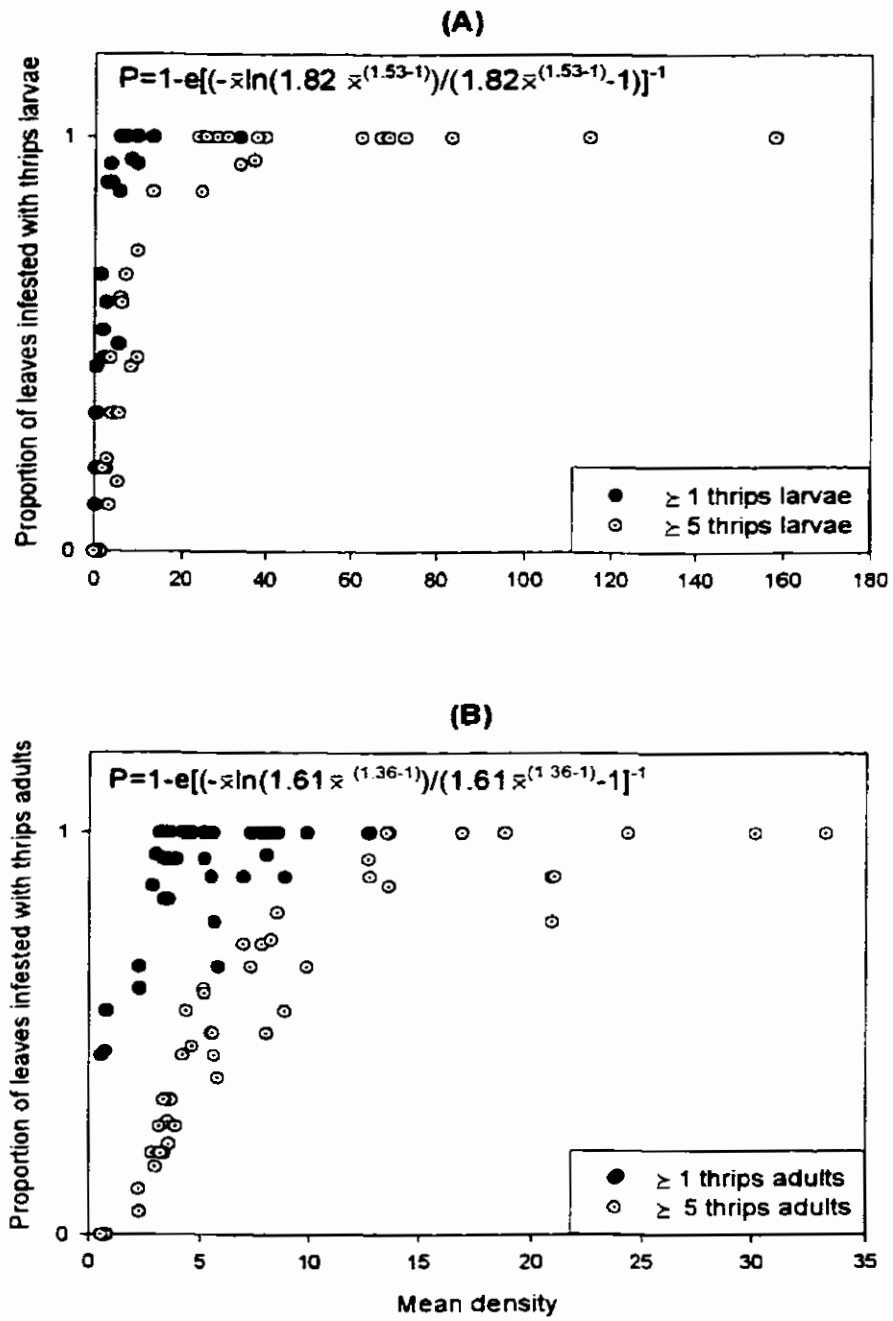 (A)
P=1-e[(-x̄ln(1.82 x̄^(1.53-1))/(1.82x̄^(1.53-1)-1)]^-1
Proportion of leaves infested with thrips larvae
1
0
≥ 1 thrips larvae
≥ 5 thrips larvae
0 20 40 60 80 100 120 140 160 180
(B)
P=1-e[(-x̄ln(1.61x̄ ^(1.36-1))/(1.61x̄^(1 36-1)-1]^-1
Proportion of leaves infested with thrips adults
1
0
≥ 1 thrips adults
≥ 5 thrips adults
0 5 10 15 20 25 30 35
Mean density